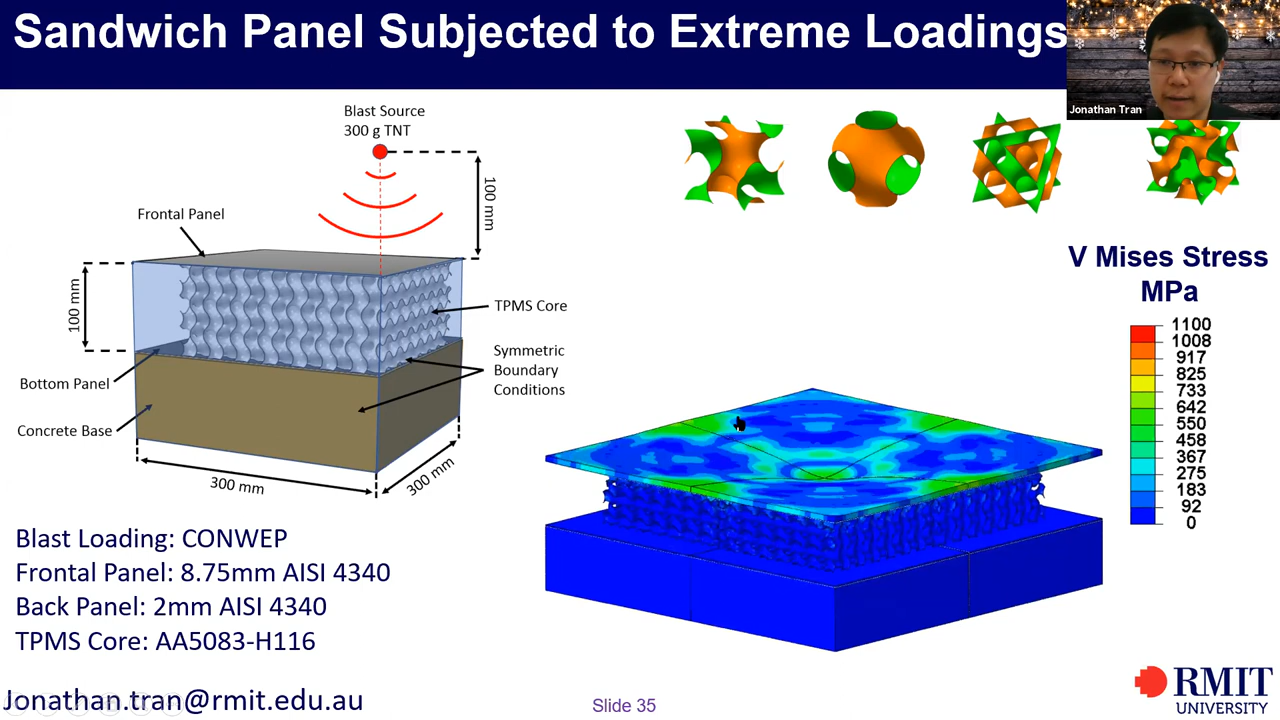 Sandwich Panel Subjected to Extreme Loadings
Jonathan Tran
Blast Source
300 g TNT
100 mm
Frontal Panel
100 mm
TPMS Core
Symmetric
Boundary
Conditions
Bottom Panel
Concrete Base
300 mm
300 mm
V Mises Stress
MPa
1100
1008
917
825
733
642
550
458
367
275
183
92
0
Blast Loading: CONWEP
Frontal Panel: 8.75mm AISI 4340
Back Panel: 2mm AISI 4340
TPMS Core: AA5083-H116
Jonathan.tran@rmit.edu.au
Slide 35
RMIT
UNIVERSITY